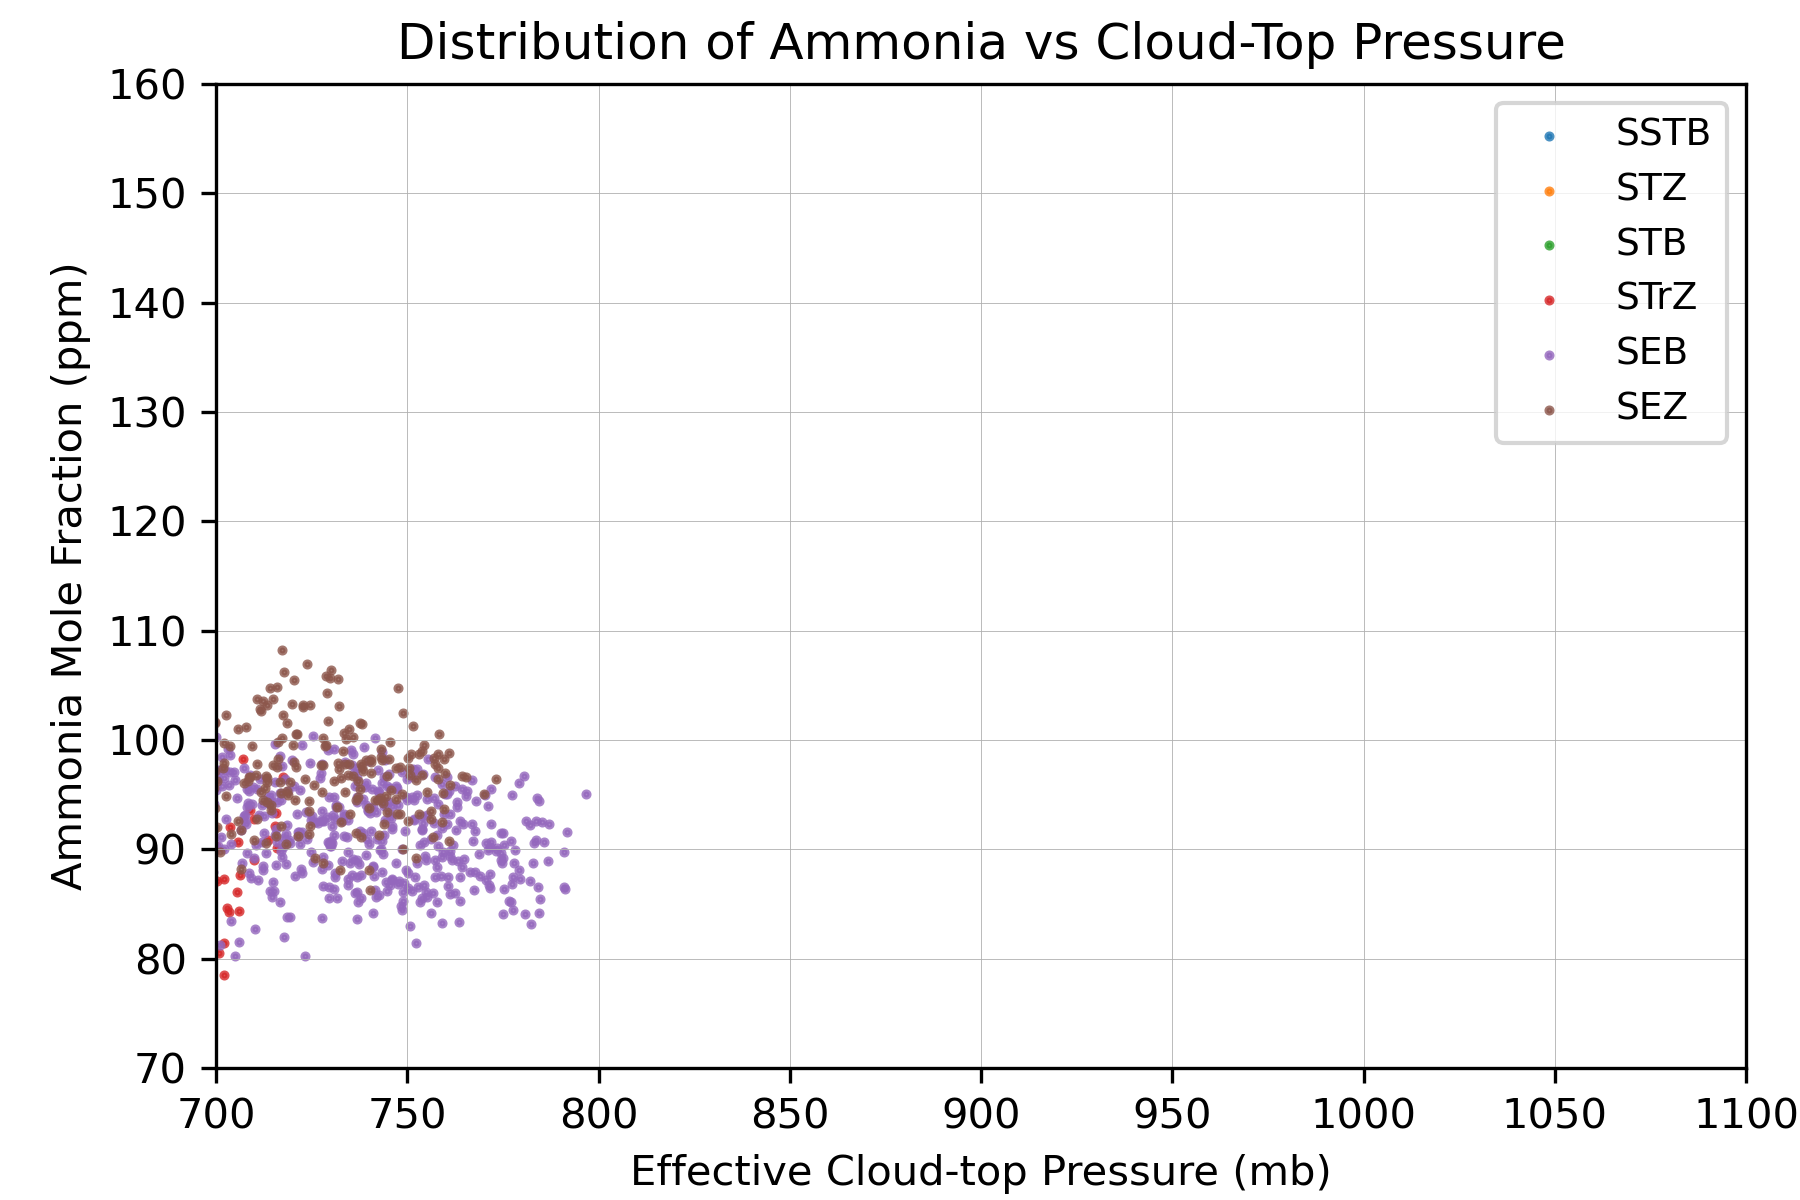 Distribution of Ammonia vs Cloud-Top Pressure
160
150
140
130
120
110
100
90
80
70
Ammonia Mole Fraction (ppm)
SSTB
STZ
STB
STrZ
SEB
SEZ
700 750 800 850 900 950 1000 1050 1100
Effective Cloud-top Pressure (mb)